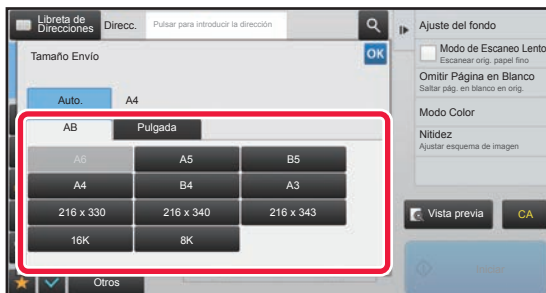 Libreta de
Direcciones
Direcc.
Pulsar para introducir la dirección
Tamaño Envío
OK
Auto.
A4
AB
Pulgada
A6
A5
B5
A4
B4
A3
216 x 330
216 x 340
216 x 343
16K
8K
Otros
Ajuste del fondo
Modo de Escaneo Lento
Escanear orig. papel fino
Omitir Página en Blanco
Saltar pág. en blanco en orig.
Modo Color
Nitidez
Ajustar esquema de imagen
Vista previa
CA